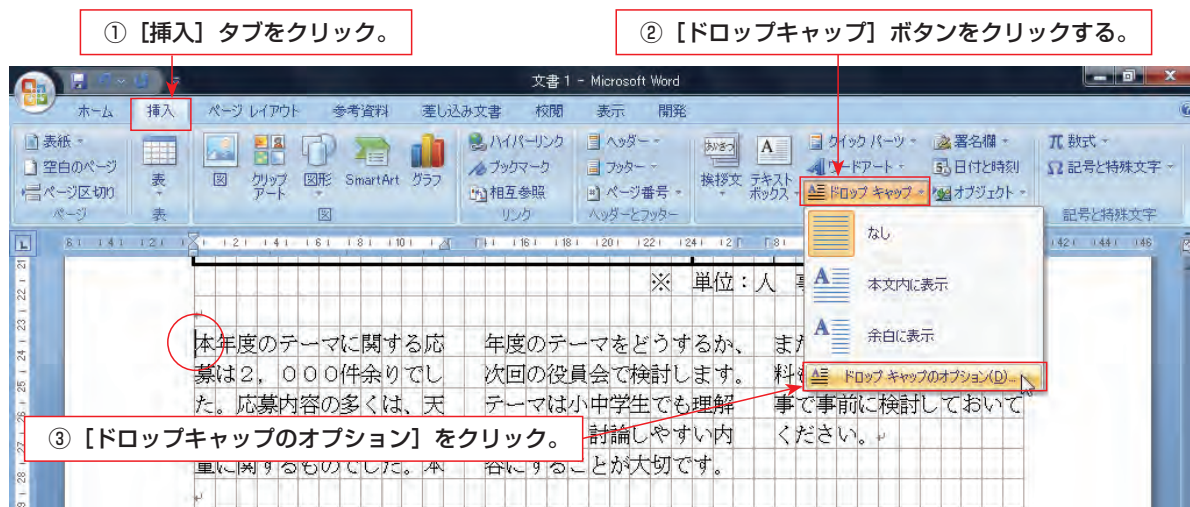 ① [挿入] タブをクリック。
② [ドロップキャップ] ボタンをクリックする。
文書 1 - Microsoft Word
ホーム 挿入 ページ レイアウト 参考資料 差し込み文書 校閲 表示 開発
表紙
空白のページ
ページ区切り
ページ
表
表
図
クリップ アート
図形
SmartArt
グラフ
図
ハイパーリンク
ブックマーク
相互参照
リンク
ヘッダー
フッター
ページ番号
ヘッダーとフッター
あいさつ
挨拶文
テキスト ボックス
クイック パーツ
ワードアート
ドロップ キャップ
署名欄
日付と時刻
オブジェクト
π 数式
Ω 記号と特殊文字
記号と特殊文字
なし
本文内に表示
余白に表示
ドロップ キャップのオプション(D)...
※ 単位:人
本年度のテーマに関する応
募は2,000件余りでし
た。応募内容の多くは、天
量に関するものでした。本
年度のテーマをどうするか、
次回の役員会で検討します。
テーマは小中学生でも理解
討論しやすい内
容にすることが大切です。
ま
料
事で事前に検討しておいて
ください。
③ [ドロップキャップのオプション] をクリック。